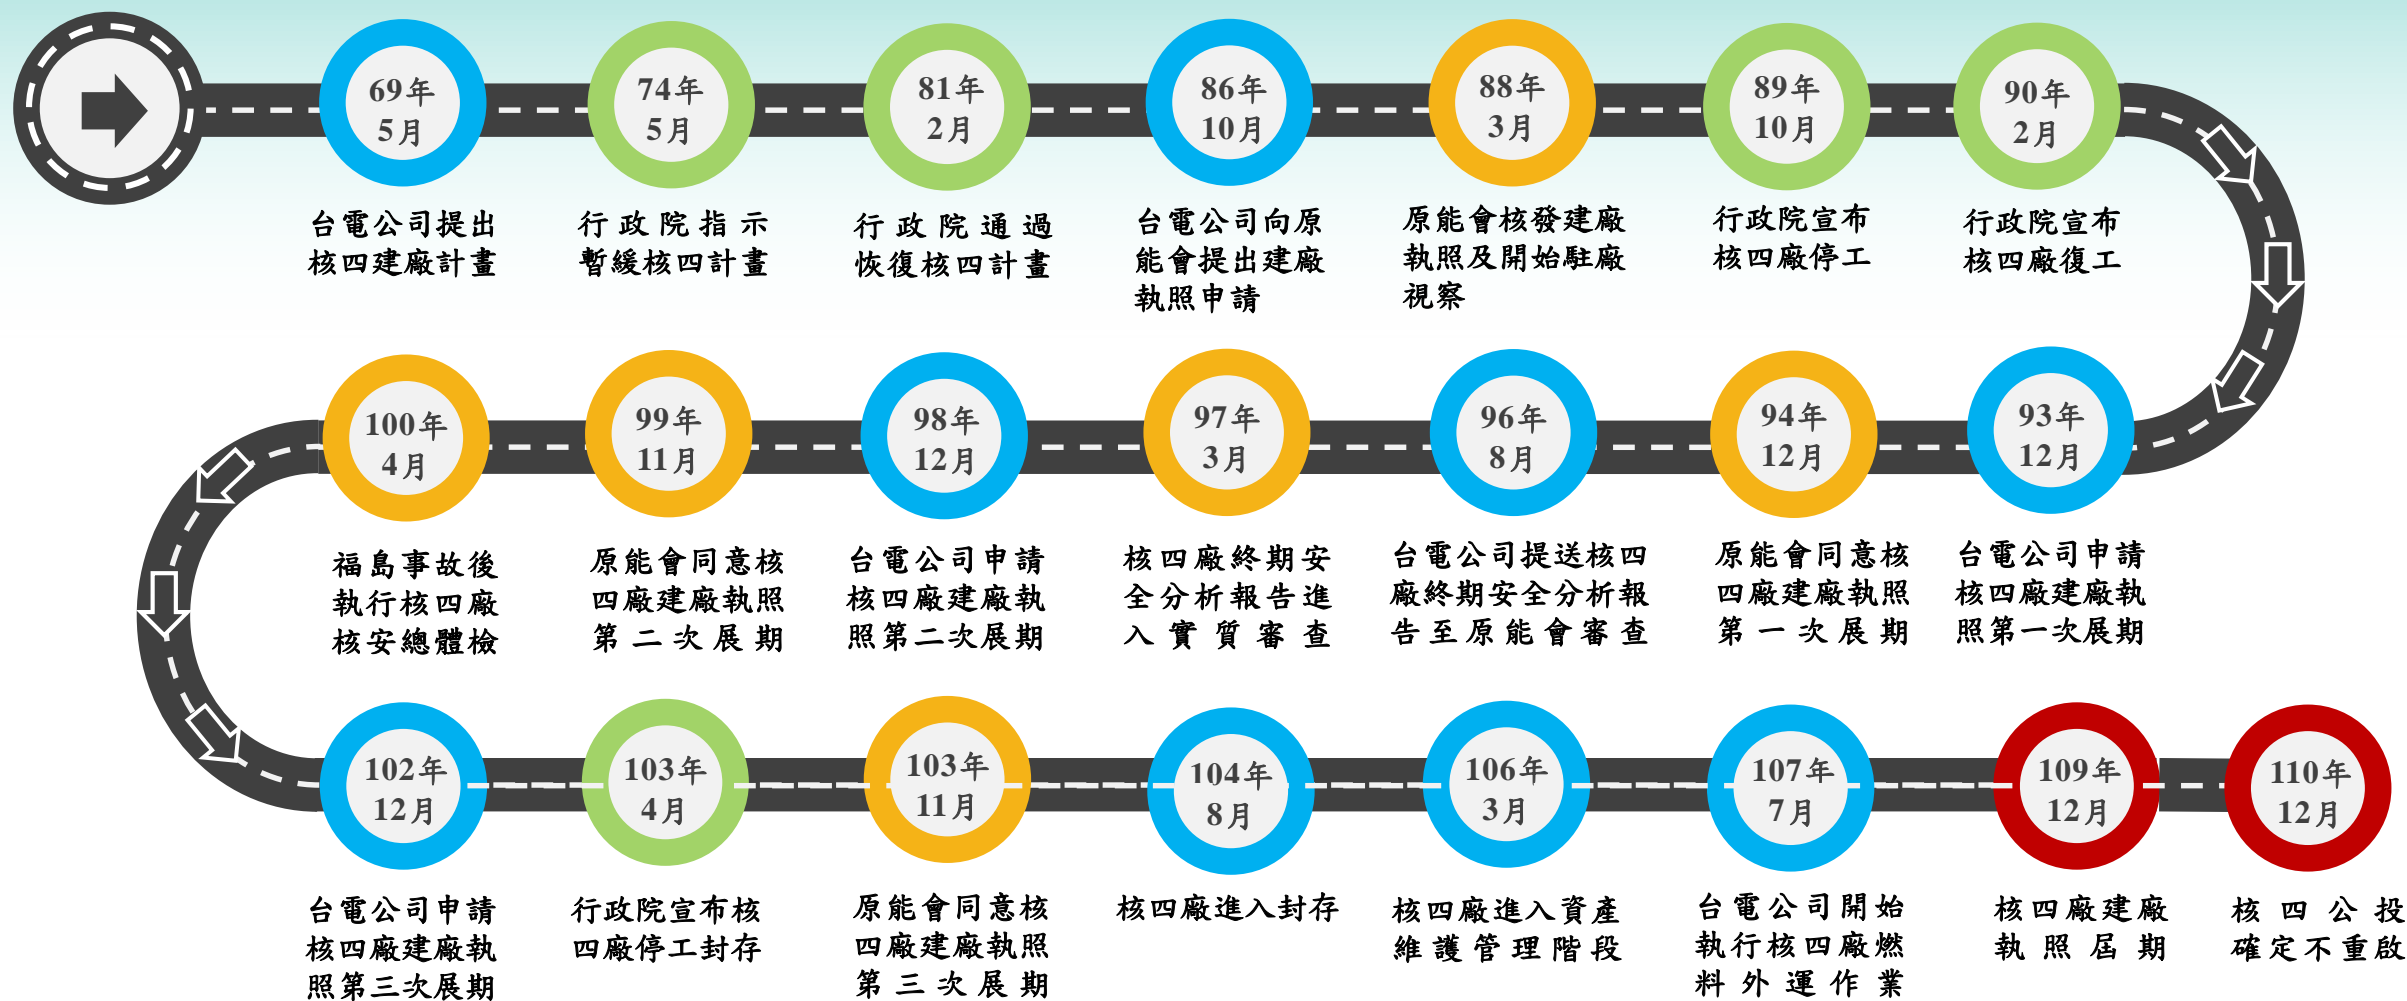 69年
5月
台電公司提出
核四建廠計畫
74年
5月
行政院指示
暫緩核四計畫
81年
2月
行政院通過
恢復核四計畫
86年
10月
台電公司向原
能會提出建廠
執照申請
88年
3月
原能會核發建廠
執照及開始駐廠
視察
89年
10月
行政院宣布
核四廠停工
90年
2月
行政院宣布
核四廠復工
93年
12月
台電公司申請
核四廠建廠執
照第一次展期
94年
12月
原能會同意核
四廠建廠執照
第一次展期
96年
8月
台電公司提送核四
廠終期安全分析報
告至原能會審查
97年
3月
核四廠終期安
全分析報告進
入實質審查
98年
12月
台電公司申請
核四廠建廠執
照第二次展期
99年
11月
原能會同意核
四廠建廠執照
第二次展期
100年
4月
福島事故後
執行核四廠
核安總體檢
102年
12月
台電公司申請
核四廠建廠執
照第三次展期
103年
4月
行政院宣布核
四廠停工封存
103年
11月
原能會同意核
四廠建廠執照
第三次展期
104年
8月
核四廠進入封存
106年
3月
核四廠進入資產
維護管理階段
107年
7月
台電公司開始
執行核四廠燃
料外運作業
109年
12月
核四廠建廠
執照屆期
110年
12月
核四公投
確定不重啟